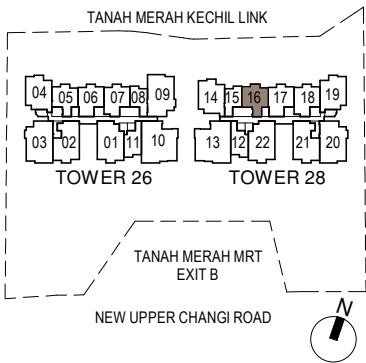 TANAH MERAH KECHIL LINK
04 05 06 07 08 09 14 15 16 17 18 19
03 02 01 11 10 13 12 22 21 20
TOWER 26 TOWER 28
TANAH MERAH MRT
EXIT B
NEW UPPER CHANGI ROAD
N